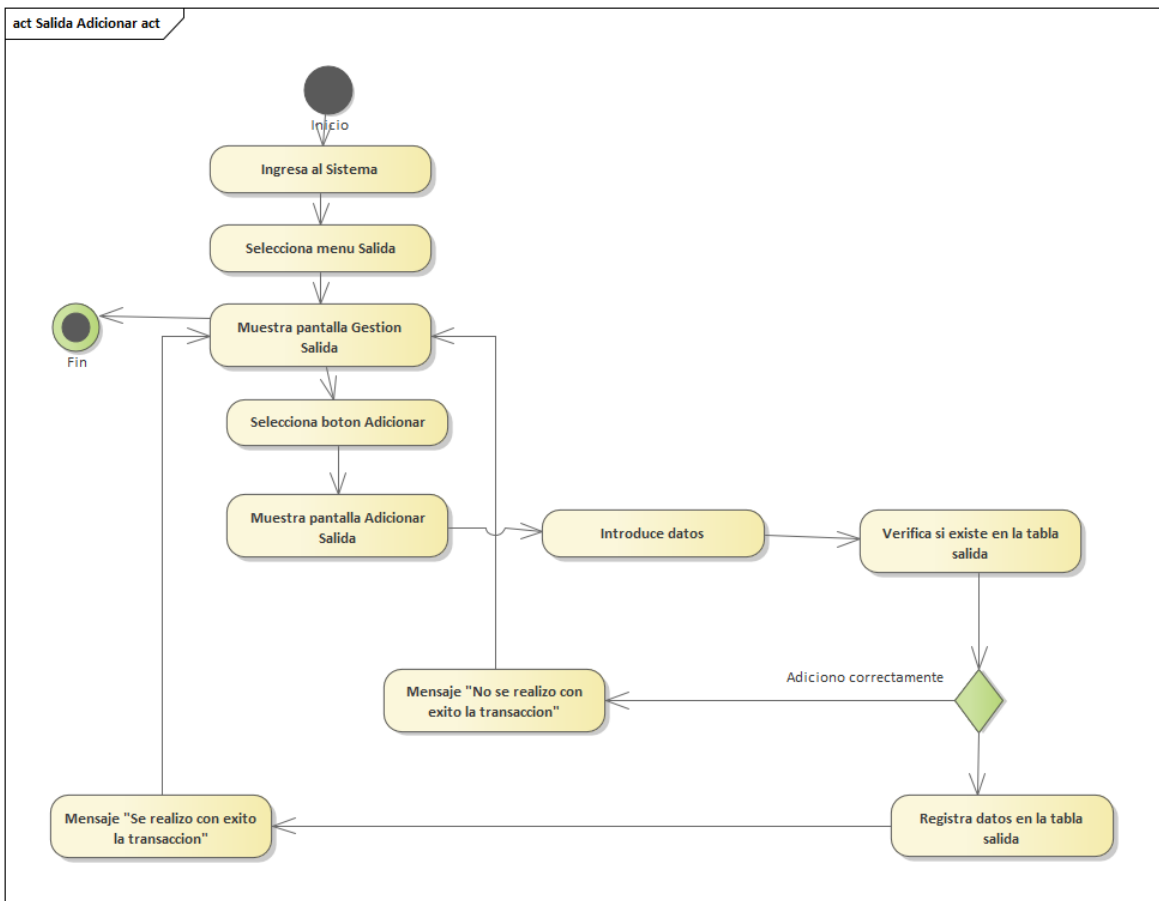 act Salida Adicionar act
Inicio
Ingresa al Sistema
Selecciona menu Salida
Muestra pantalla Gestion
Salida
Fin
Selecciona boton Adicionar
Muestra pantalla Adicionar
Salida
Introduce datos
Verifica si existe en la tabla
salida
Adiciono correctamente
Mensaje "No se realizo con
exito la transaccion"
Mensaje "Se realizo con exito
la transaccion"
Registra datos en la tabla
salida